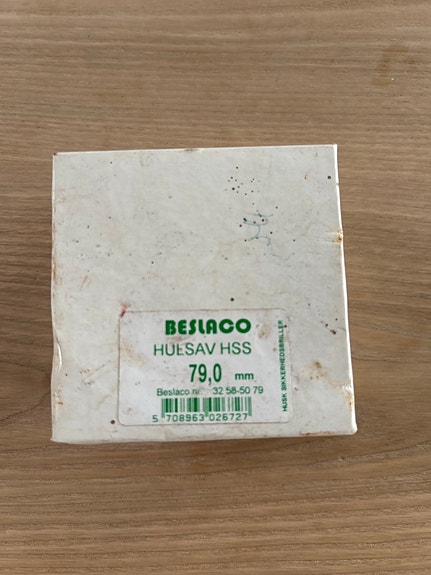 BESLACO
HULSAV HSS
79,0 mm
Beslaco nr. 32 58-50 79
5 708963 026727
HUSK SIKKERHEDSBRILLER